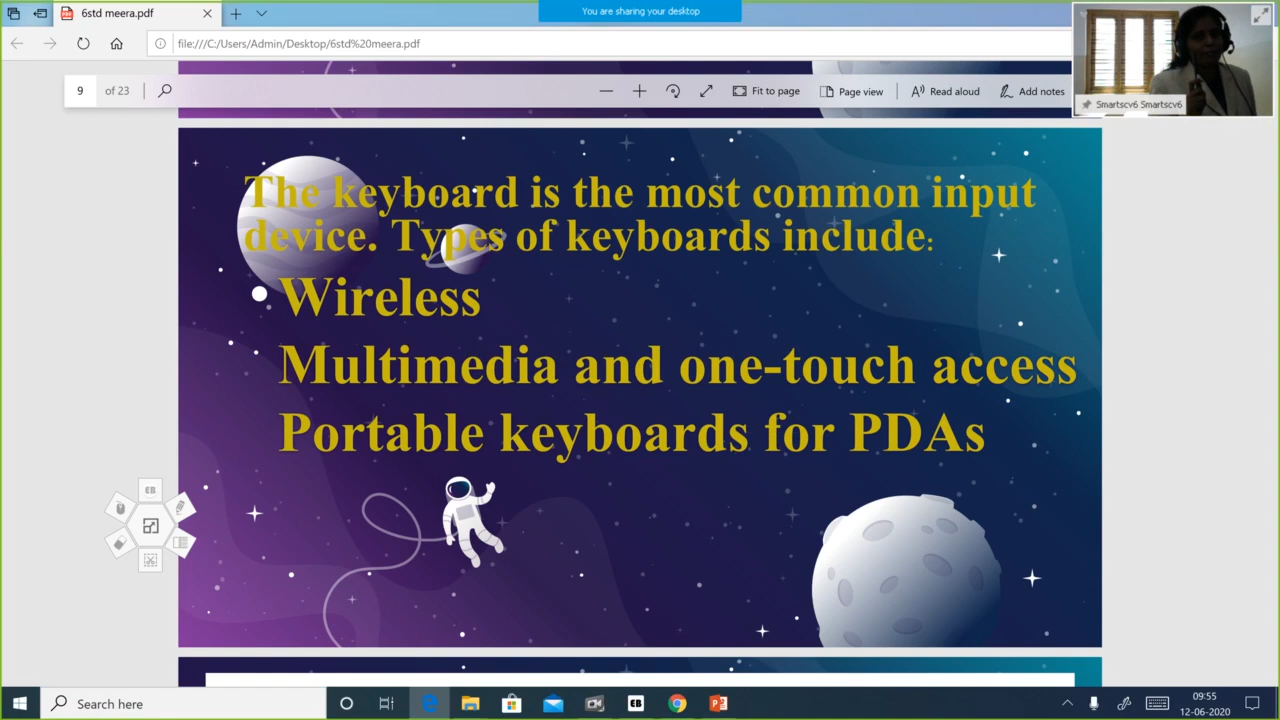 6std meera.pdf
You are sharing your desktop
file:///C:/Users/Admin/Desktop/6std%20meera.pdf
9 of 23
Fit to page
Page view
Read aloud
Add notes
Smartscv6 Smartscv6
The keyboard is the most common input
device. Types of keyboards include:
Wireless
Multimedia and one-touch access
Portable keyboards for PDAs
EB
Search here
EB
09:55
12-06-2020